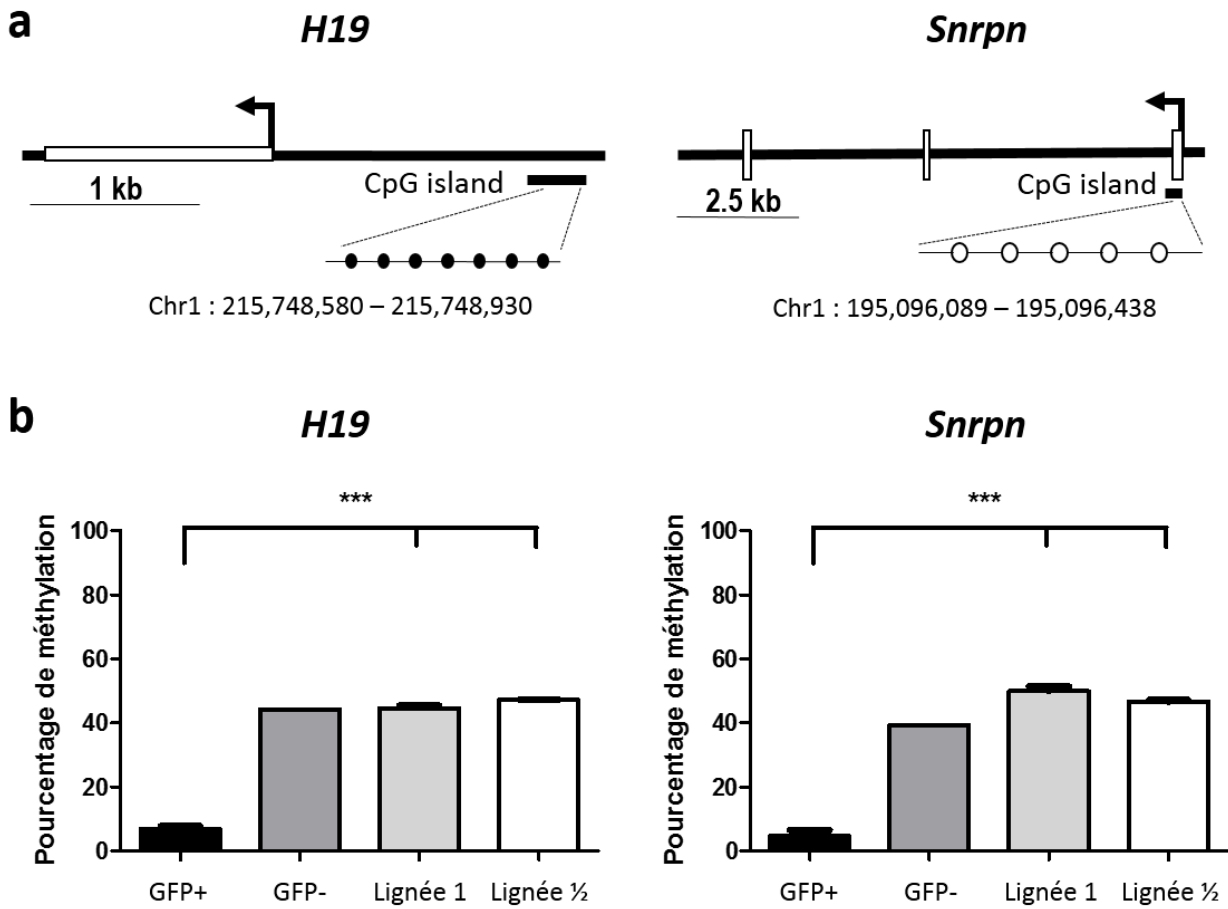 a
H19
Snrpn
CpG island
1 kb
CpG island
2.5 kb
Chr1 : 215,748,580 – 215,748,930
Chr1 : 195,096,089 – 195,096,438
b
H19
Snrpn
***
Pourcentage de méthylation
100
80
60
40
20
0
GFP+ GFP- Lignée 1 Lignée ½
***
Pourcentage de méthylation
100
80
60
40
20
0
GFP+ GFP- Lignée 1 Lignée ½